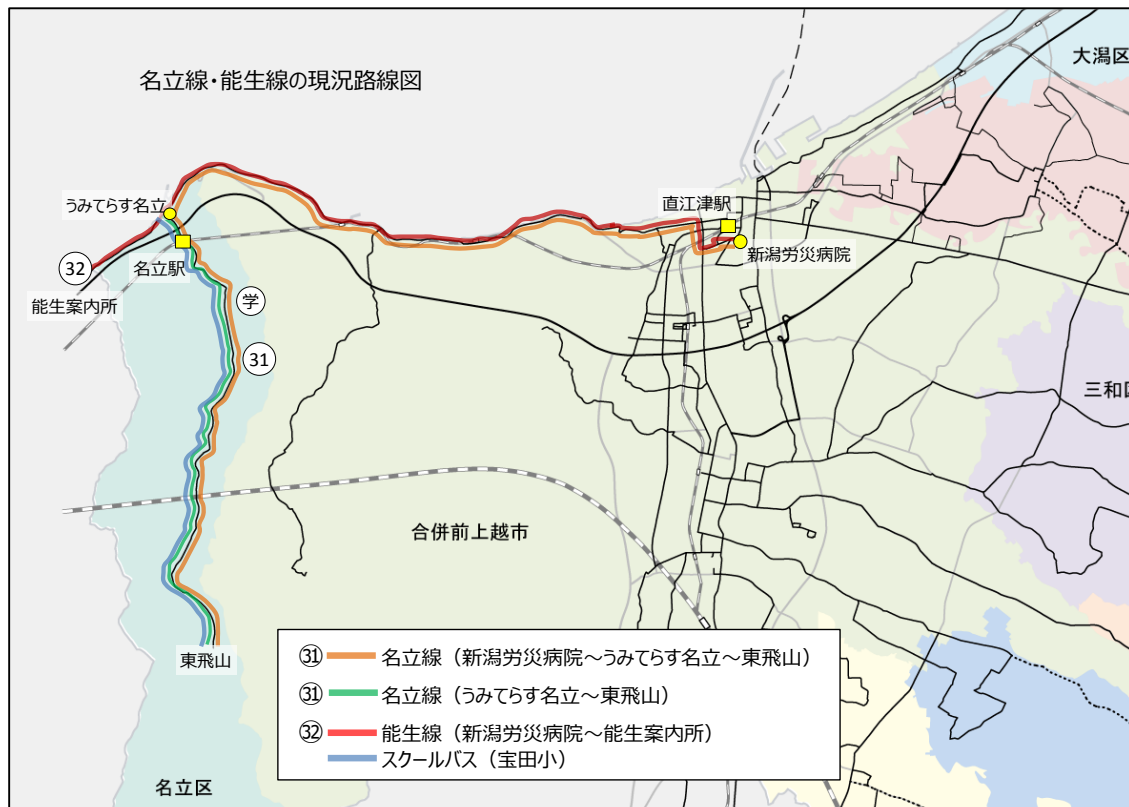 名立線・能生線の現況路線図
大潟区
うみてらす名立
直江津駅
名立駅
新潟労災病院
32
能生案内所
学
31
三和区
合併前上越市
東飛山
名立区
㉛ 名立線（新潟労災病院～うみてらす名立～東飛山）
㉛ 名立線（うみてらす名立～東飛山）
㉜ 能生線（新潟労災病院～能生案内所）
スクールバス（宝田小）